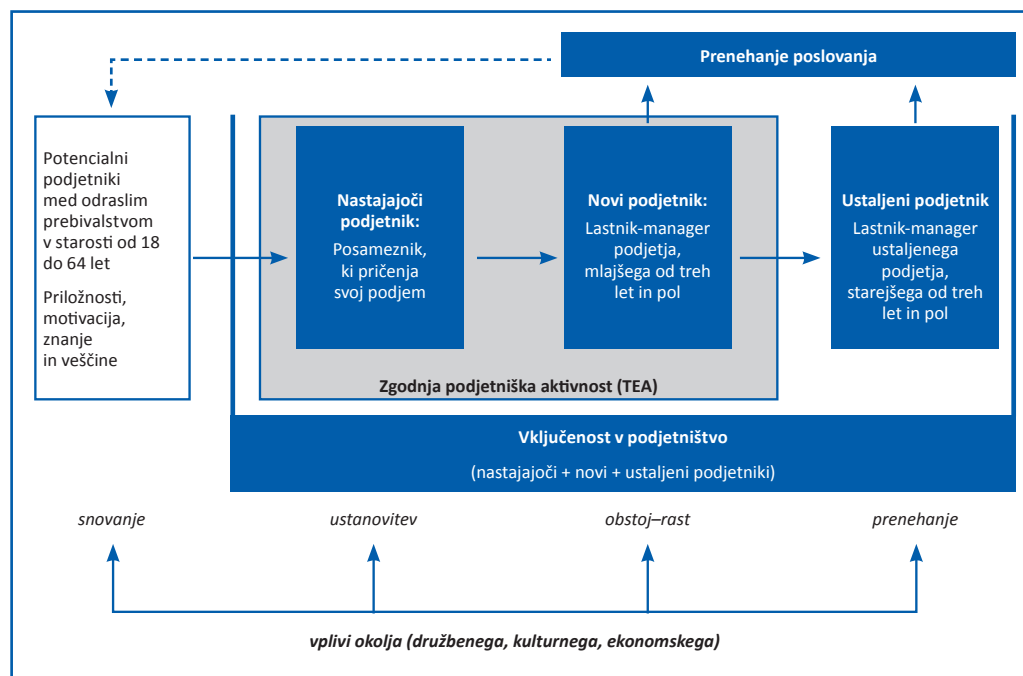 Prenehanje poslovanja
Potencialni
podjetniki
med odraslim
prebivalstvom
v starosti od 18
do 64 let
Priložnosti,
motivacija,
znanje
in veščine
Nastajajoči
podjetnik:
Posameznik,
ki pričenja
svoj podjem
Novi podjetnik:
Lastnik-manager
podjetja,
mlajšega od treh
let in pol
Ustaljeni podjetnik
Lastnik-manager
ustaljenega
podjetja,
starejšega od treh
let in pol
Zgodnja podjetniška aktivnost (TEA)
Vključenost v podjetništvo
(nastajajoči + novi + ustaljeni podjetniki)
snovanje
ustanovitev
obstoj–rast
prenehanje
vplivi okolja (družbenega, kulturnega, ekonomskega)